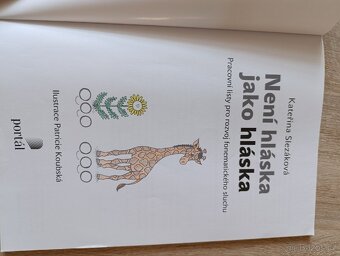 Kateřina Slezáková
Není hláska
jako hláska
Pracovní listy pro rozvoj fonematického sluchu
Ilustrace Patricie Koubská
portál